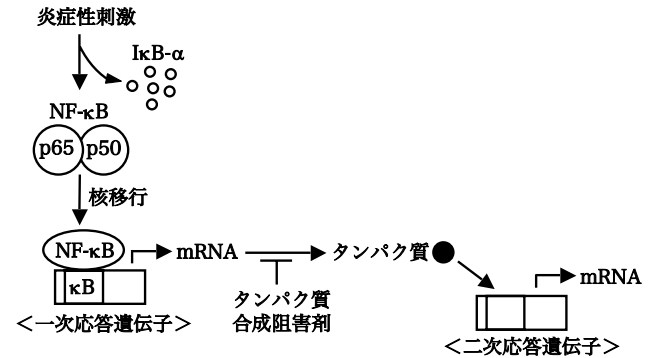 炎症性刺激
IκB-α
NF-κB
p65 p50
核移行
NF-κB
mRNA
タンパク質
κB
タンパク質
合成阻害剤
mRNA
＜一次応答遺伝子＞
＜二次応答遺伝子＞